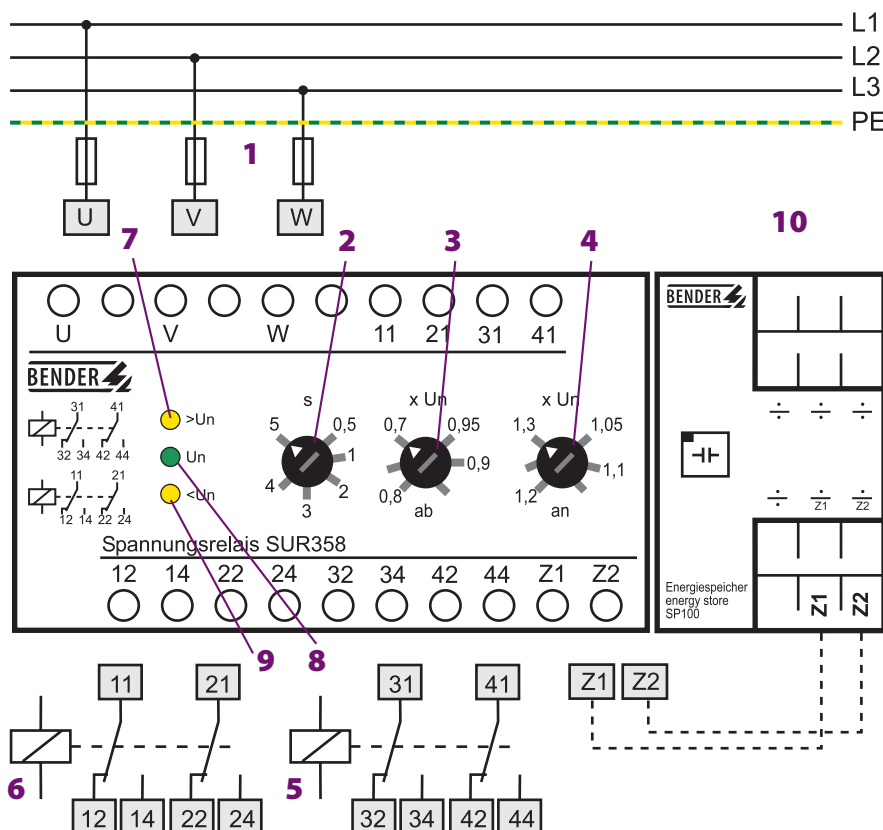 L1
L2
L3
PE
1
U V W
10
7 2 3 4
U V W 11 21 31 41
BENDER
BENDER
s
x Un
x Un
31 41
32 34 42 44
11 21
12 14 22 24
>Un
Un
<Un
5 0,5
1
4 2
3
0,7 0,95
0,9
0,8
ab
1,3 1,05
1,1
1,2
an
÷ ÷ ÷
÷ ÷ ÷
Z1 Z2
Spannungsrelais SUR358
12 14 22 24 32 34 42 44 Z1 Z2
Energiespeicher
energy store
SP100
Z1 Z2
9 8
11 21 31 41 Z1 Z2
6 5
12 14 22 24 32 34 42 44